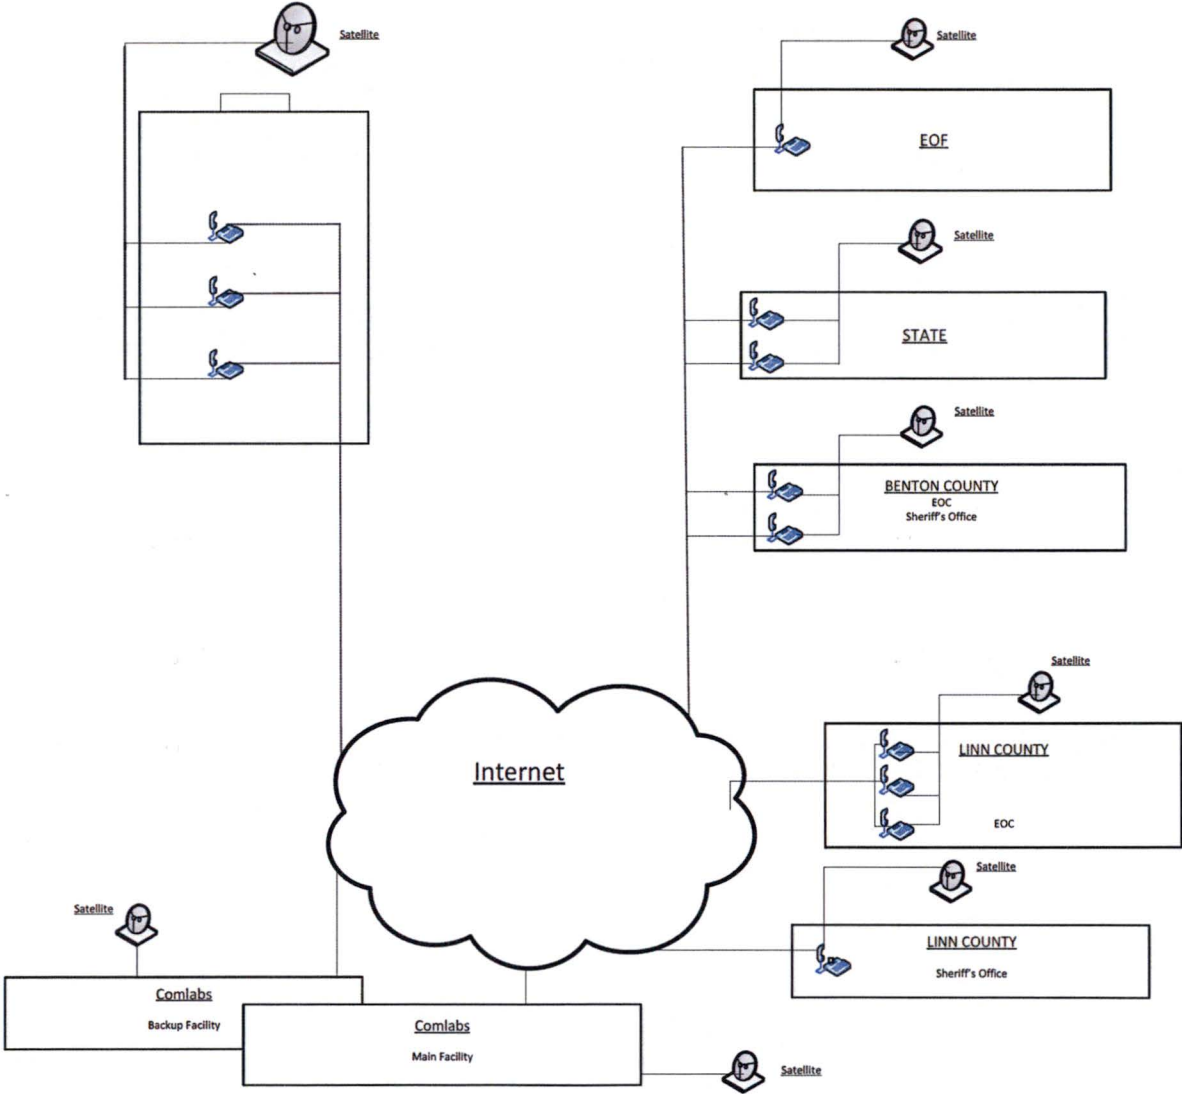 Satellite
Satellite
EOF
Satellite
STATE
Satellite
BENTON COUNTY
EOC
Sheriff's Office
Satellite
LINN COUNTY
EOC
Internet
Satellite
LINN COUNTY
Sheriff's Office
Satellite
Comlabs
Backup Facility
Comlabs
Main Facility
Satellite